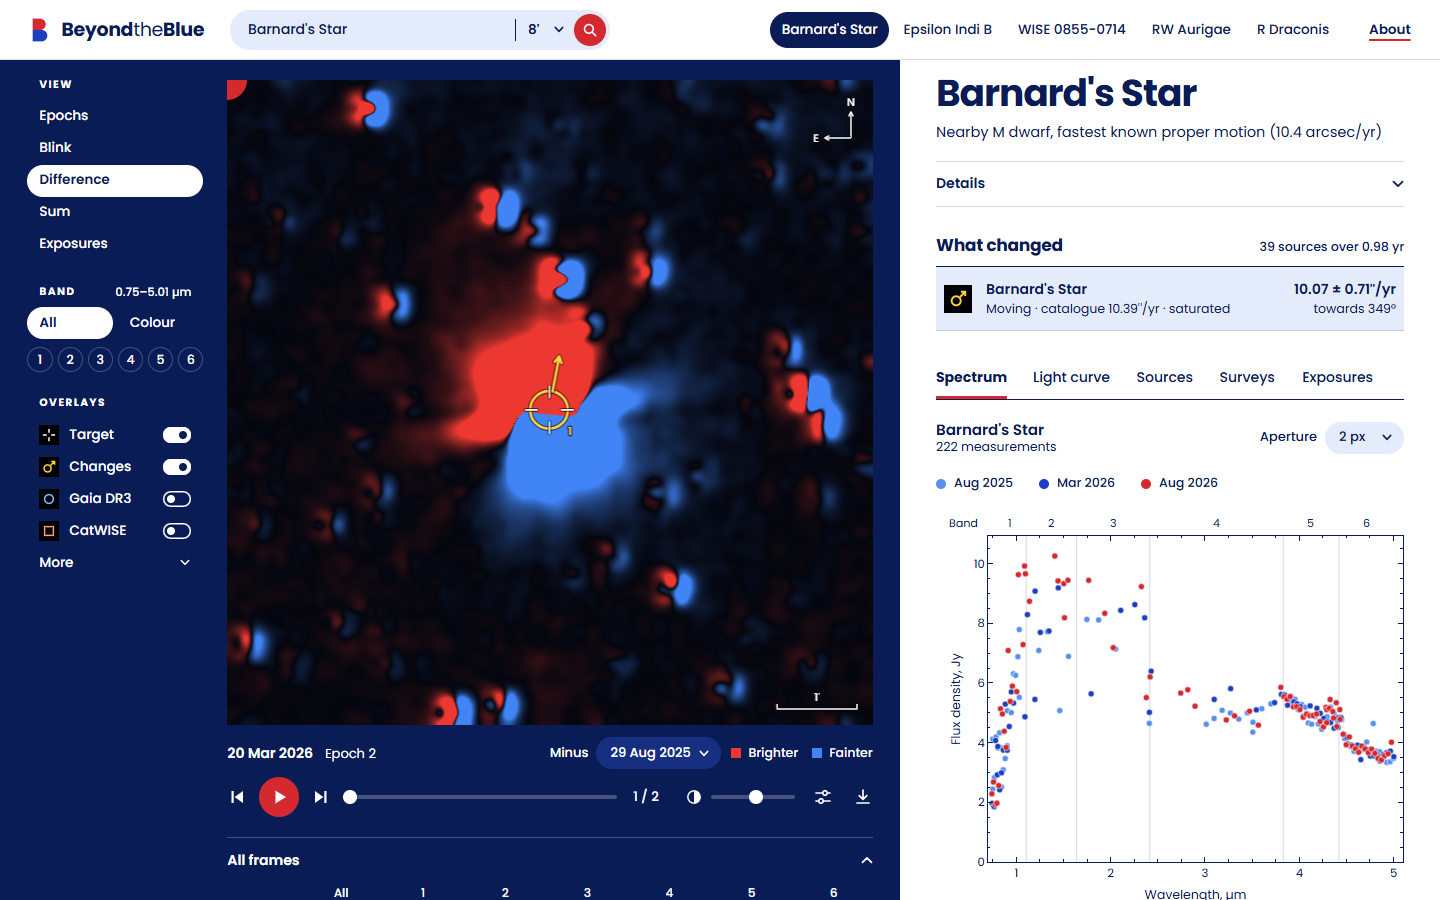 BeyondtheBlue
Barnard's Star
8'
Barnard's Star
Epsilon Indi B
WISE 0855-0714
RW Aurigae
R Draconis
About
VIEW
Epochs
Blink
Difference
Sum
Exposures
BAND
0.75–5.01 µm
All
Colour
1 2 3 4 5 6
OVERLAYS
Target
Changes
Gaia DR3
CatWISE
More
N
E
1
1'
20 Mar 2026 Epoch 2
Minus
29 Aug 2025
Brighter
Fainter
1 / 2
All frames
All 1 2 3 4 5 6
Barnard's Star
Nearby M dwarf, fastest known proper motion (10.4 arcsec/yr)
Details
What changed
39 sources over 0.98 yr
Barnard's Star
10.07 ± 0.71″/yr
Moving · catalogue 10.39″/yr · saturated
towards 349°
Spectrum
Light curve
Sources
Surveys
Exposures
Barnard's Star
222 measurements
Aperture
2 px
Aug 2025
Mar 2026
Aug 2026
Band 1 2 3 4 5 6
10
8
6
4
2
0
Flux density, Jy
1 2 3 4 5
Wavelength, µm